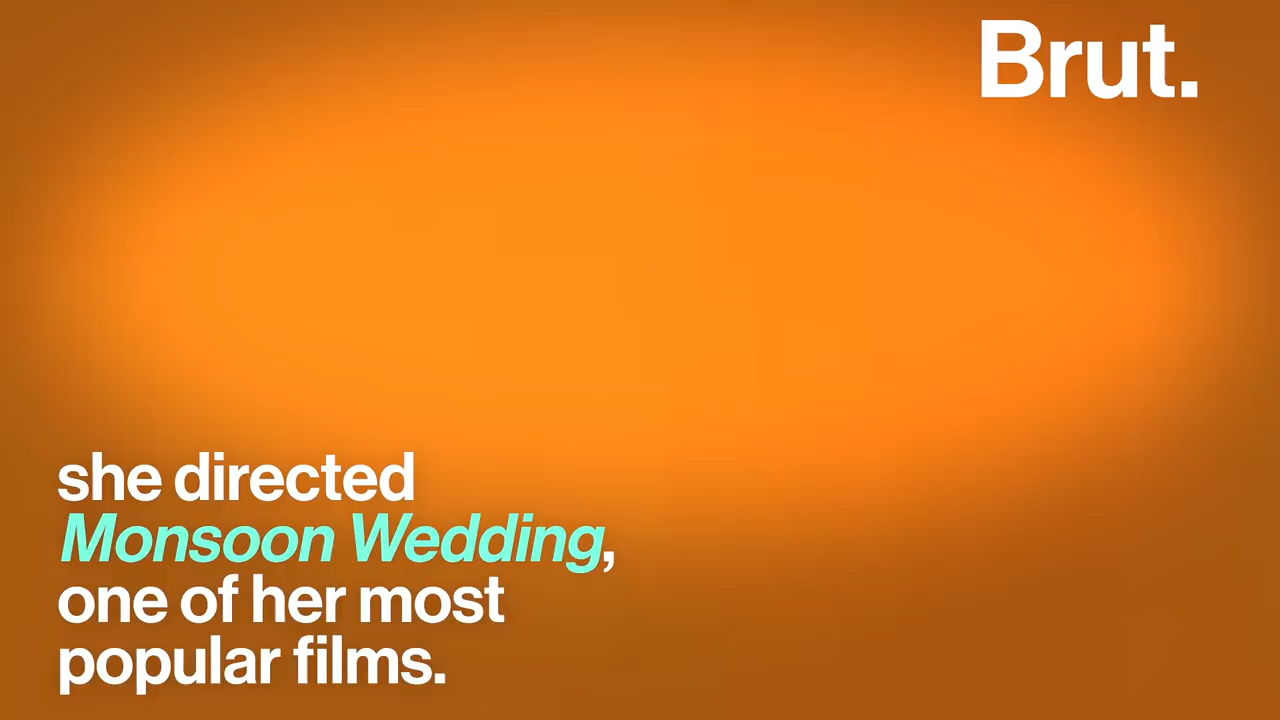 Brut.
she directed
Monsoon Wedding,
one of her most
popular films.